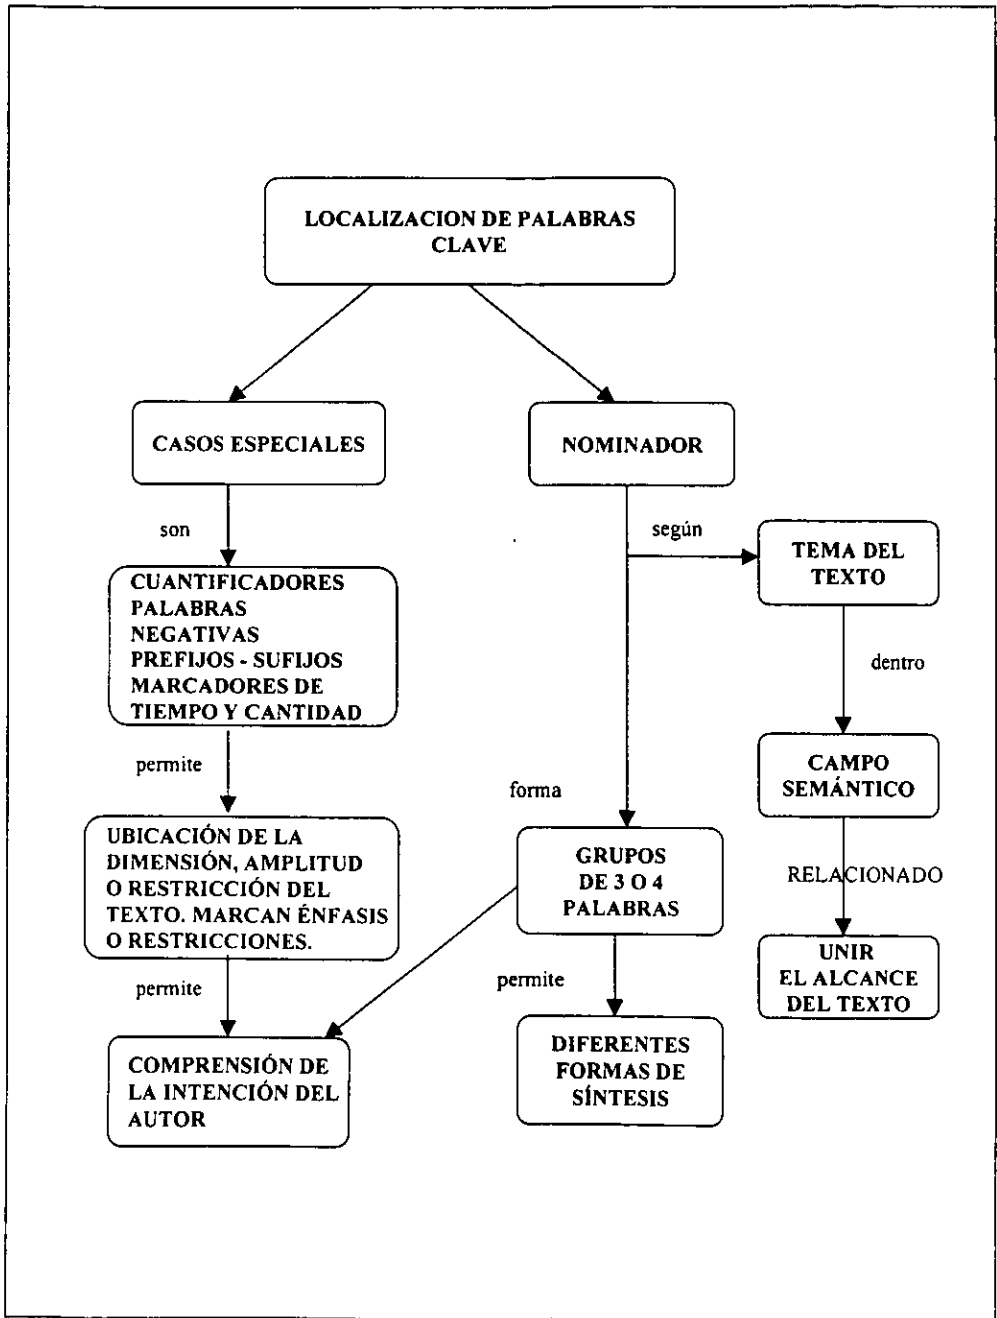 LOCALIZACION DE PALABRAS
CLAVE
CASOS ESPECIALES
NOMINADOR
son
según
TEMA DEL
TEXTO
CUANTIFICADORES
PALABRAS
NEGATIVAS
PREFIJOS - SUFIJOS
MARCADORES DE
TIEMPO Y CANTIDAD
dentro
permite
forma
CAMPO
SEMÁNTICO
UBICACIÓN DE LA
DIMENSIÓN, AMPLITUD
O RESTRICCIÓN DEL
TEXTO. MARCAN ÉNFASIS
O RESTRICCIONES.
GRUPOS
DE 3 O 4
PALABRAS
RELACIONADO
permite
permite
UNIR
EL ALCANCE
DEL TEXTO
COMPRENSIÓN DE
LA INTENCIÓN DEL
AUTOR
DIFERENTES
FORMAS DE
SÍNTESIS